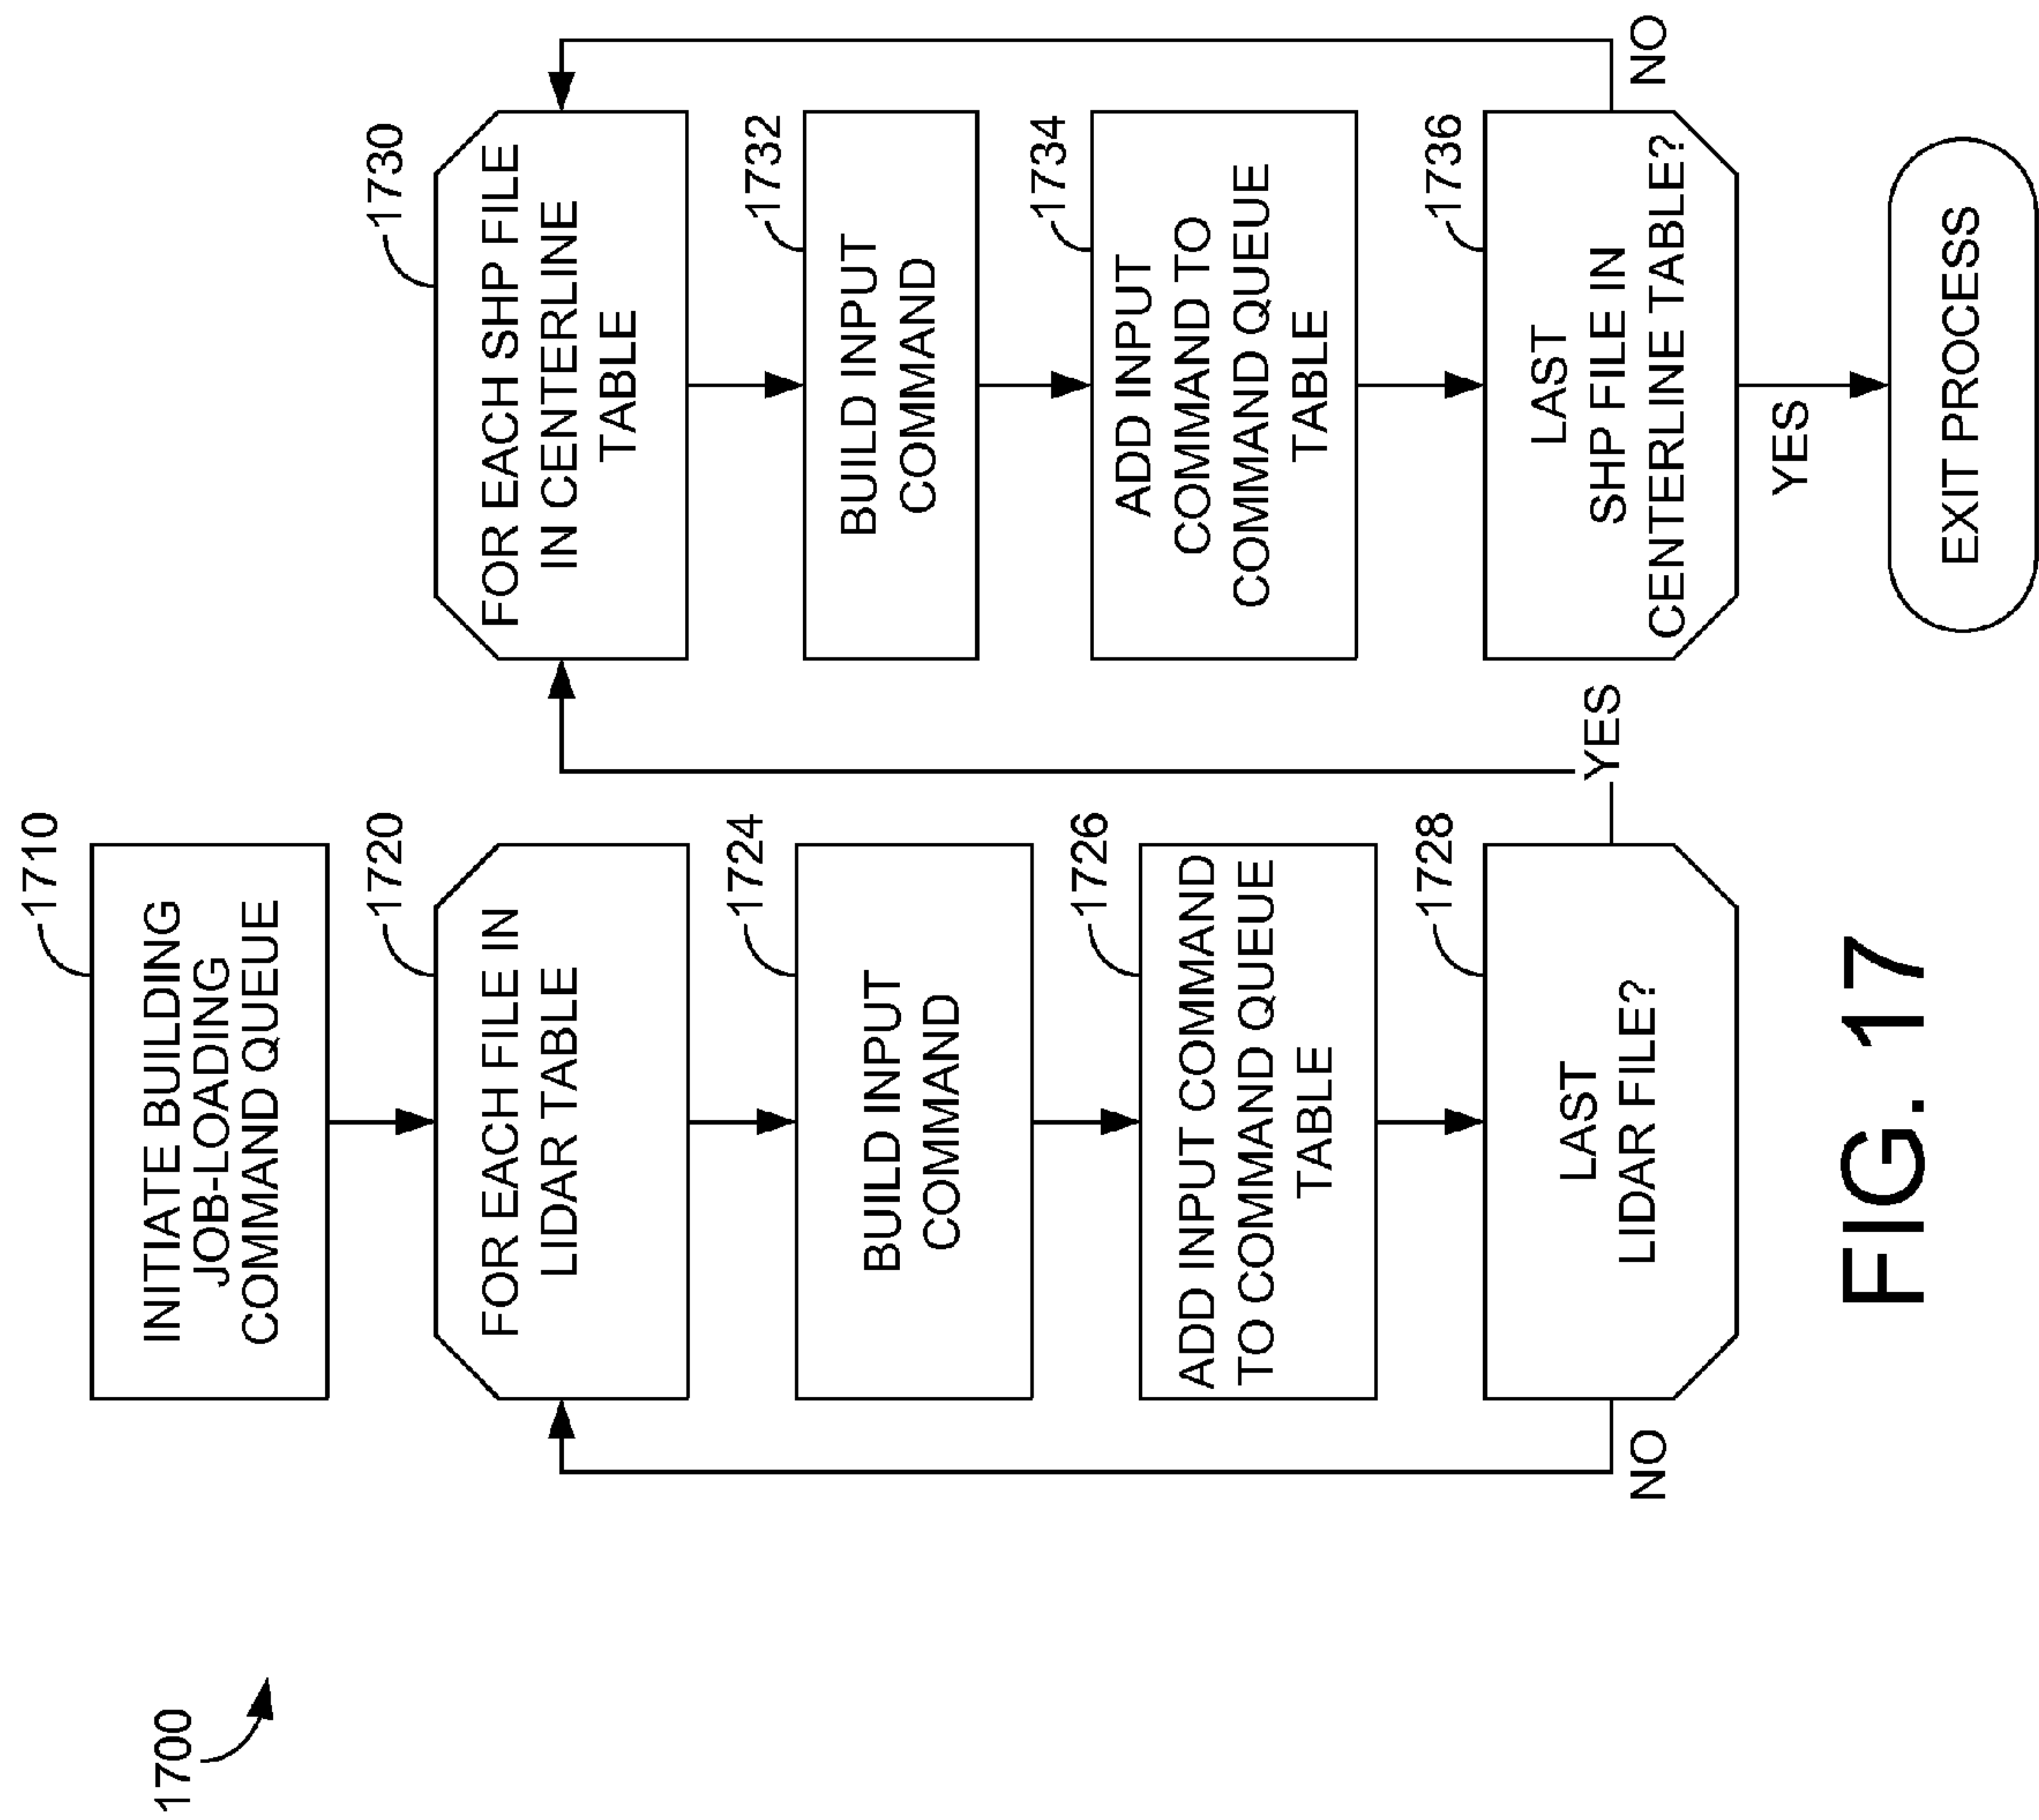 1700
1710
INITIATE BUILDING
JOB-LOADING
COMMAND QUEUE
1720
FOR EACH FILE IN
LIDAR TABLE
1724
BUILD INPUT
COMMAND
1726
ADD INPUT COMMAND
TO COMMAND QUEUE
TABLE
1728
LAST
LIDAR FILE?
NO
YES
1730
FOR EACH SHP FILE
IN CENTERLINE
TABLE
1732
BUILD INPUT
COMMAND
1734
ADD INPUT
COMMAND TO
COMMAND QUEUE
TABLE
1736
LAST
SHP FILE IN
CENTERLINE TABLE?
NO
YES
EXIT PROCESS
FIG. 17